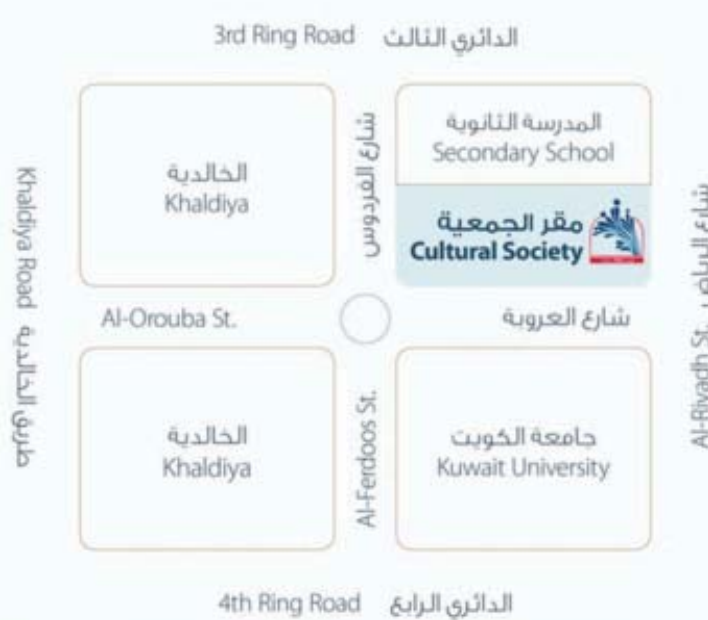 3rd Ring Road الدائري الثالث
الخالدية
Khaldiya
شارع الفردوس
المدرسة الثانوية
Secondary School
مقر الجمعية
Cultural Society
Khaldiya Road طريق الخالدية
Al-Orouba St.
شارع العروبة
Al-Riyadh St. شارع الرياض
الخالدية
Khaldiya
Al-Ferdoos St.
جامعة الكويت
Kuwait University
4th Ring Road الدائري الرابع